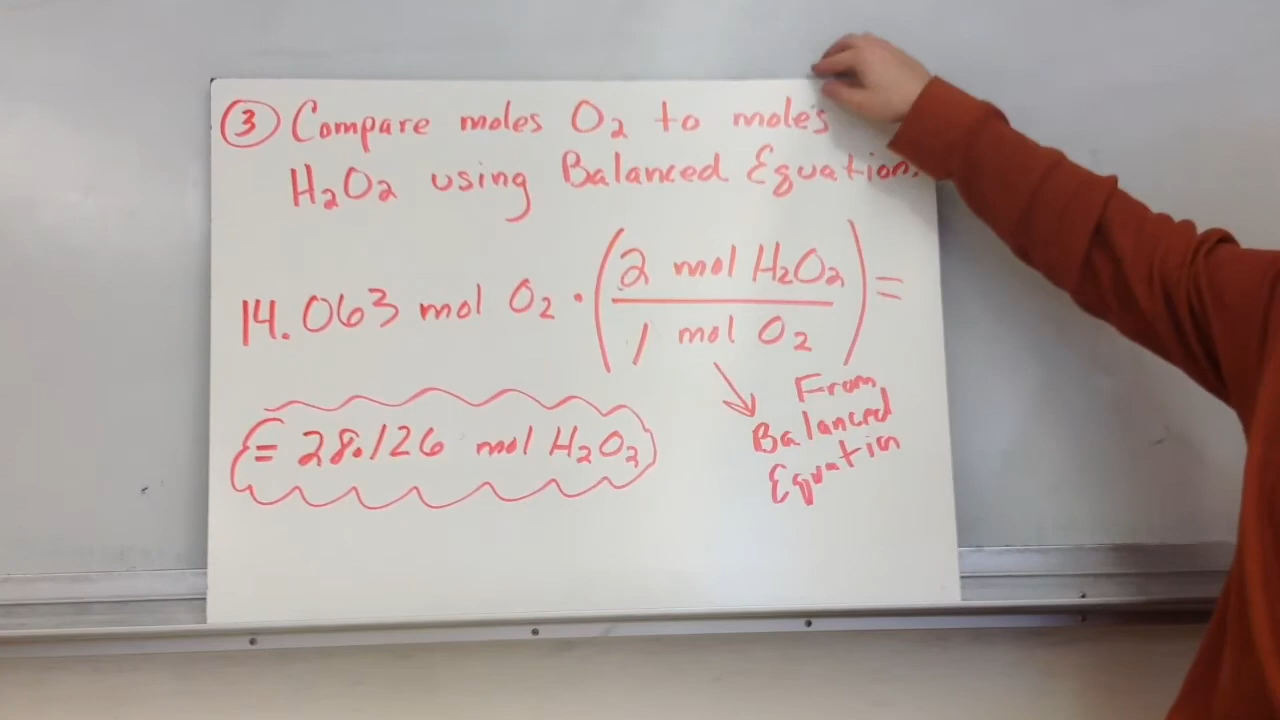 ③ Compare moles O₂ to moles
H₂O₂ using Balanced Equation.
14.063 mol O₂ · (2 mol H₂O₂ / 1 mol O₂) =
From
Balanced
Equatin
= 28.126 mol H₂O₂